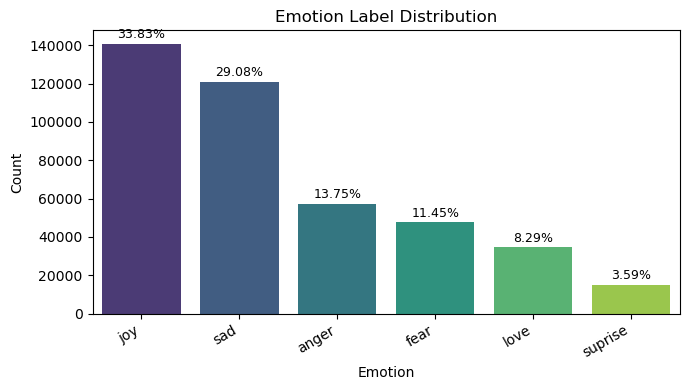 Emotion Label Distribution
140000
120000
100000
80000
60000
40000
20000
0
Count
33.83%
29.08%
13.75%
11.45%
8.29%
3.59%
joy
sad
anger
fear
love
suprise
Emotion